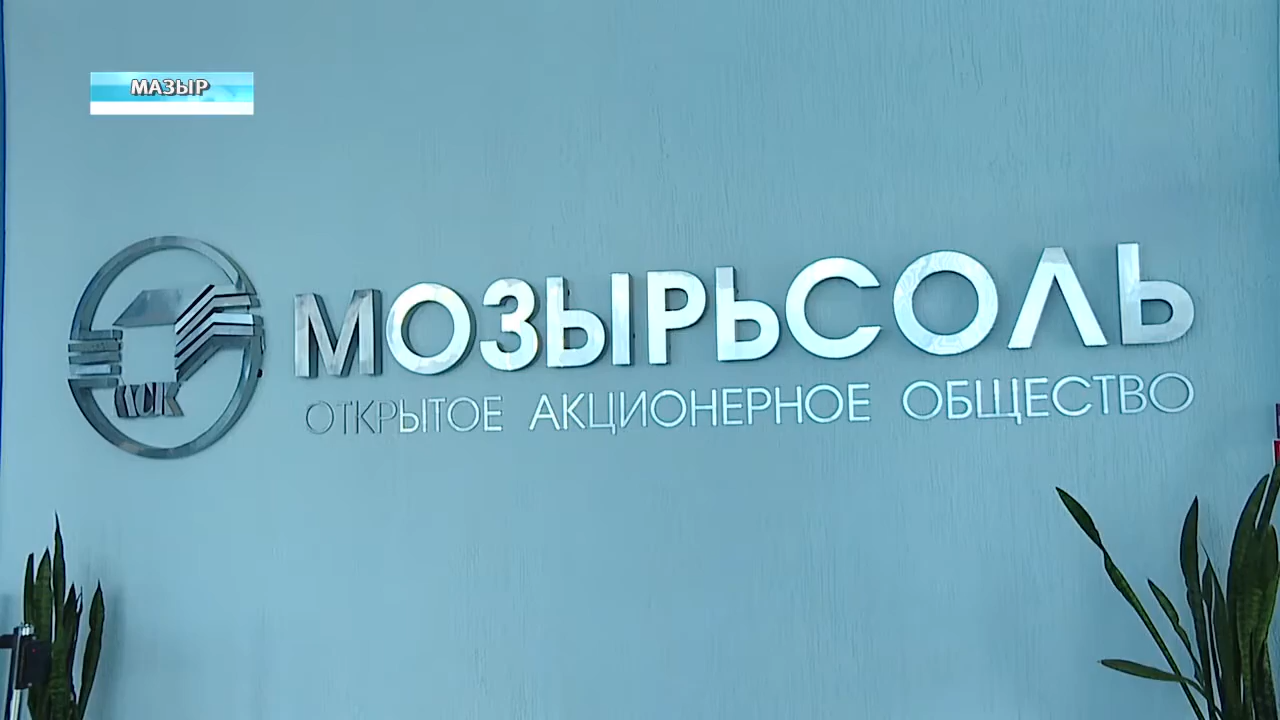 МАЗЫР
МОЗЫРЬСОЛЬ
ОТКРЫТОЕ АКЦИОНЕРНОЕ ОБЩЕСТВО